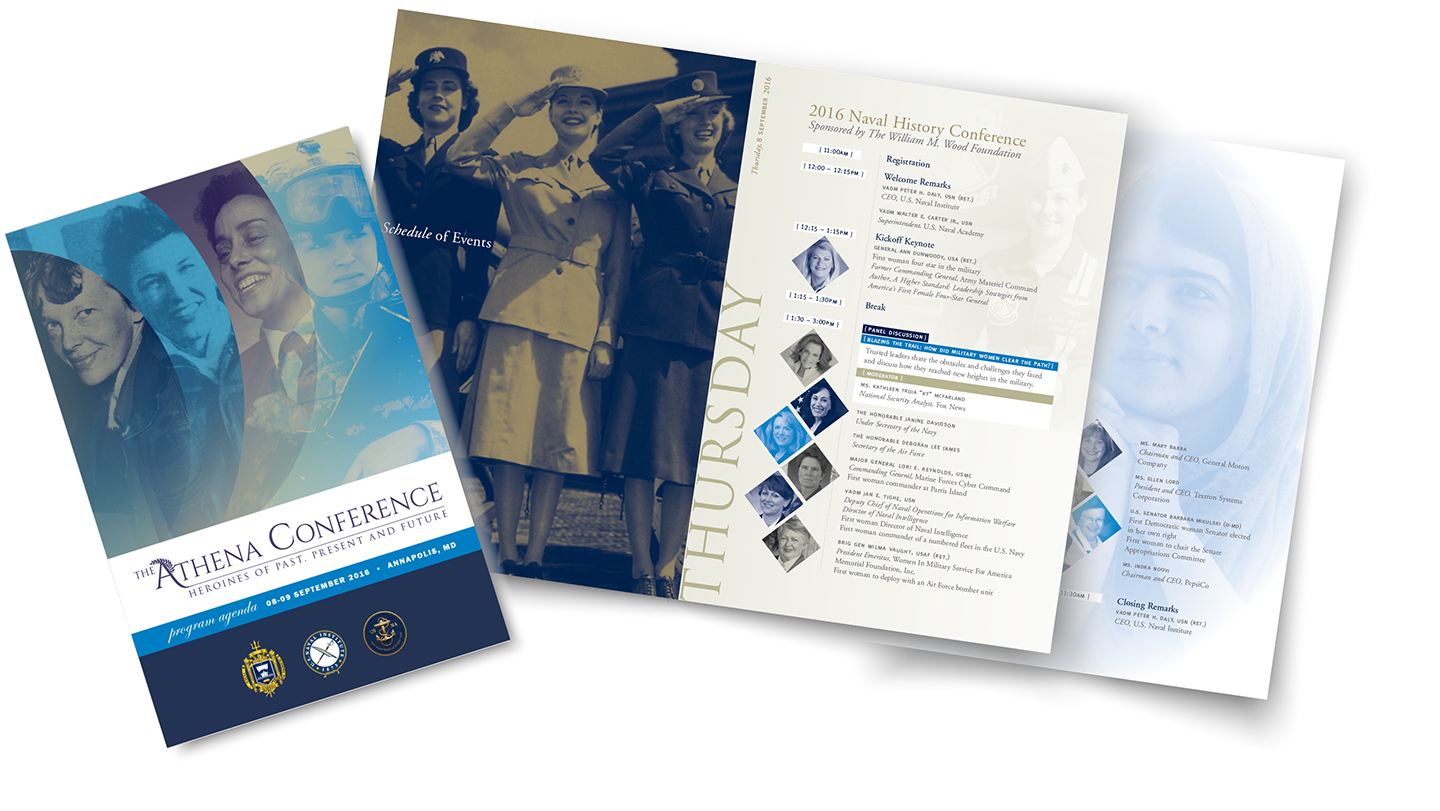 THE ATHENA CONFERENCE
HEROINES OF PAST, PRESENT AND FUTURE
program agenda 08-09 SEPTEMBER 2016 • ANNAPOLIS, MD
Schedule of Events
Thursday, 8 SEPTEMBER 2016
THURSDAY
2016 Naval History Conference
Sponsored by The William M. Wood Foundation
[ 11:00AM ]
Registration
[ 12:00 – 12:15PM ]
Welcome Remarks
VADM PETER H. DALY, USN (RET.)
CEO, U.S. Naval Institute
VADM WALTER E. CARTER JR., USN
Superintendent, U.S. Naval Academy
[ 12:15 – 1:15PM ]
Kickoff Keynote
GENERAL ANN DUNWOODY, USA (RET.)
First woman four star in the military
Former Commanding General, Army Materiel Command
Author, A Higher Standard: Leadership Strategies from
America's First Female Four-Star General
[ 1:15 – 1:30PM ]
Break
[ 1:30 – 3:00PM ]
[ PANEL DISCUSSION ]
[ BLAZING THE TRAIL: HOW DID MILITARY WOMEN CLEAR THE PATH? ]
Trusted leaders share the obstacles and challenges they faced
and discuss how they reached new heights in the military.
[ MODERATOR ]
MS. KATHLEEN TROIA "KT" MCFARLAND
National Security Analyst, Fox News
THE HONORABLE JANINE DAVIDSON
Under Secretary of the Navy
THE HONORABLE DEBORAH LEE JAMES
Secretary of the Air Force
MAJOR GENERAL LORI E. REYNOLDS, USMC
Commanding General, Marine Forces Cyber Command
First woman commander at Parris Island
VADM JAN E. TIGHE, USN
Deputy Chief of Naval Operations for Information Warfare
Director of Naval Intelligence
First woman Director of Naval Intelligence
First woman commander of a numbered fleet in the U.S. Navy
BRIG GEN WILMA VAUGHT, USAF (RET.)
President Emeritus, Women In Military Service For America
Memorial Foundation, Inc.
First woman to deploy with an Air Force bomber unit
MS. MARY BARRA
Chairman and CEO, General Motors
Company
MS. ELLEN LORD
President and CEO, Textron Systems
Corporation
U.S. SENATOR BARBARA MIKULSKI (D-MD)
First Democratic woman Senator elected
in her own right
First woman to chair the Senate
Appropriations Committee
MS. INDRA NOOYI
Chairman and CEO, PepsiCo
11:30AM ]
Closing Remarks
VADM PETER H. DALY, USN (RET.)
CEO, U.S. Naval Institute